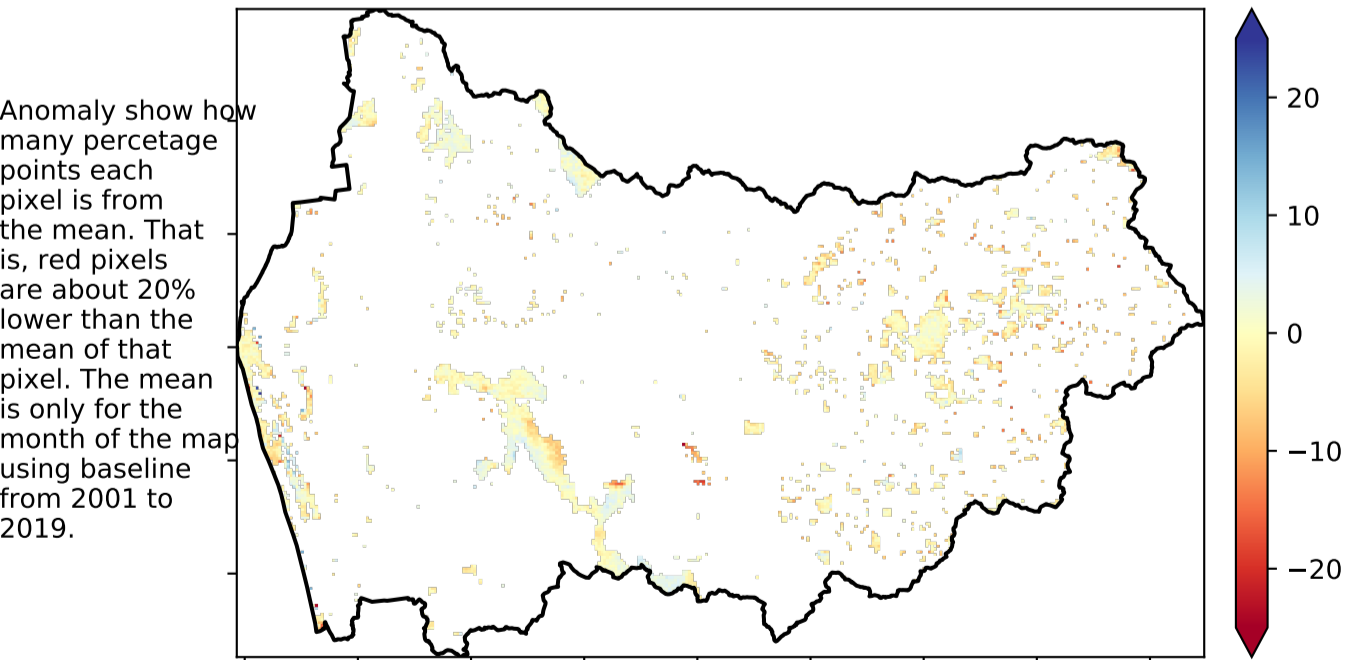 Anomaly show how
many percetage
points each
pixel is from
the mean. That
is, red pixels
are about 20%
lower than the
mean of that
pixel. The mean
is only for the
month of the map
using baseline
from 2001 to
2019.
20
10
0
−10
−20